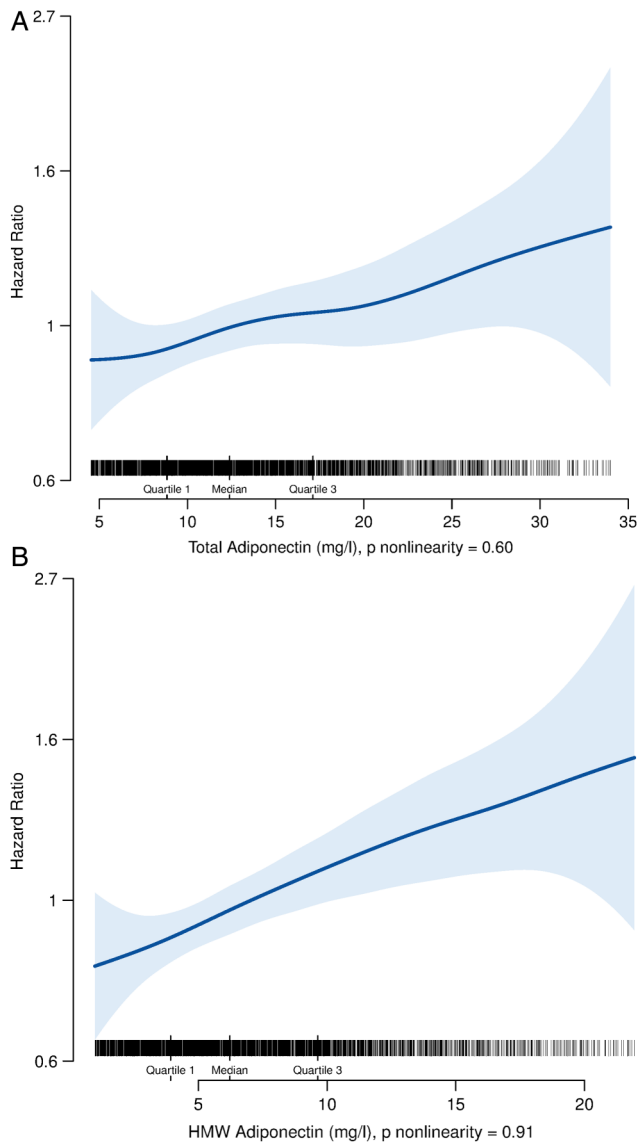 A
2.7
1.6
1
0.6
Hazard Ratio
Quartile 1 Median Quartile 3
5 10 15 20 25 30 35
Total Adiponectin (mg/l), p nonlinearity = 0.60
B
2.7
1.6
1
0.6
Hazard Ratio
Quartile 1 Median Quartile 3
5 10 15 20
HMW Adiponectin (mg/l), p nonlinearity = 0.91